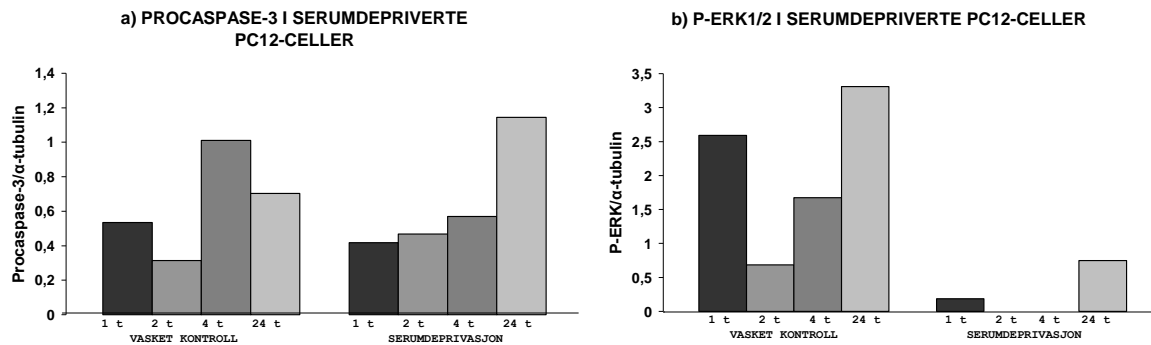 a) PROCASPASE-3 I SERUMDEPRIVERTE
PC12-CELLER
1,4
1,2
1
0,8
0,6
0,4
0,2
0
Procaspase-3/α-tubulin
1 t 2 t 4 t 24 t 1 t 2 t 4 t 24 t
VASKET KONTROLL SERUMDEPRIVASJON
b) P-ERK1/2 I SERUMDEPRIVERTE PC12-CELLER
3,5
3
2,5
2
1,5
1
0,5
0
P-ERK/α-tubulin
1 t 2 t 4 t 24 t 1 t 2 t 4 t 24 t
VASKET KONTROLL SERUMDEPRIVASJON